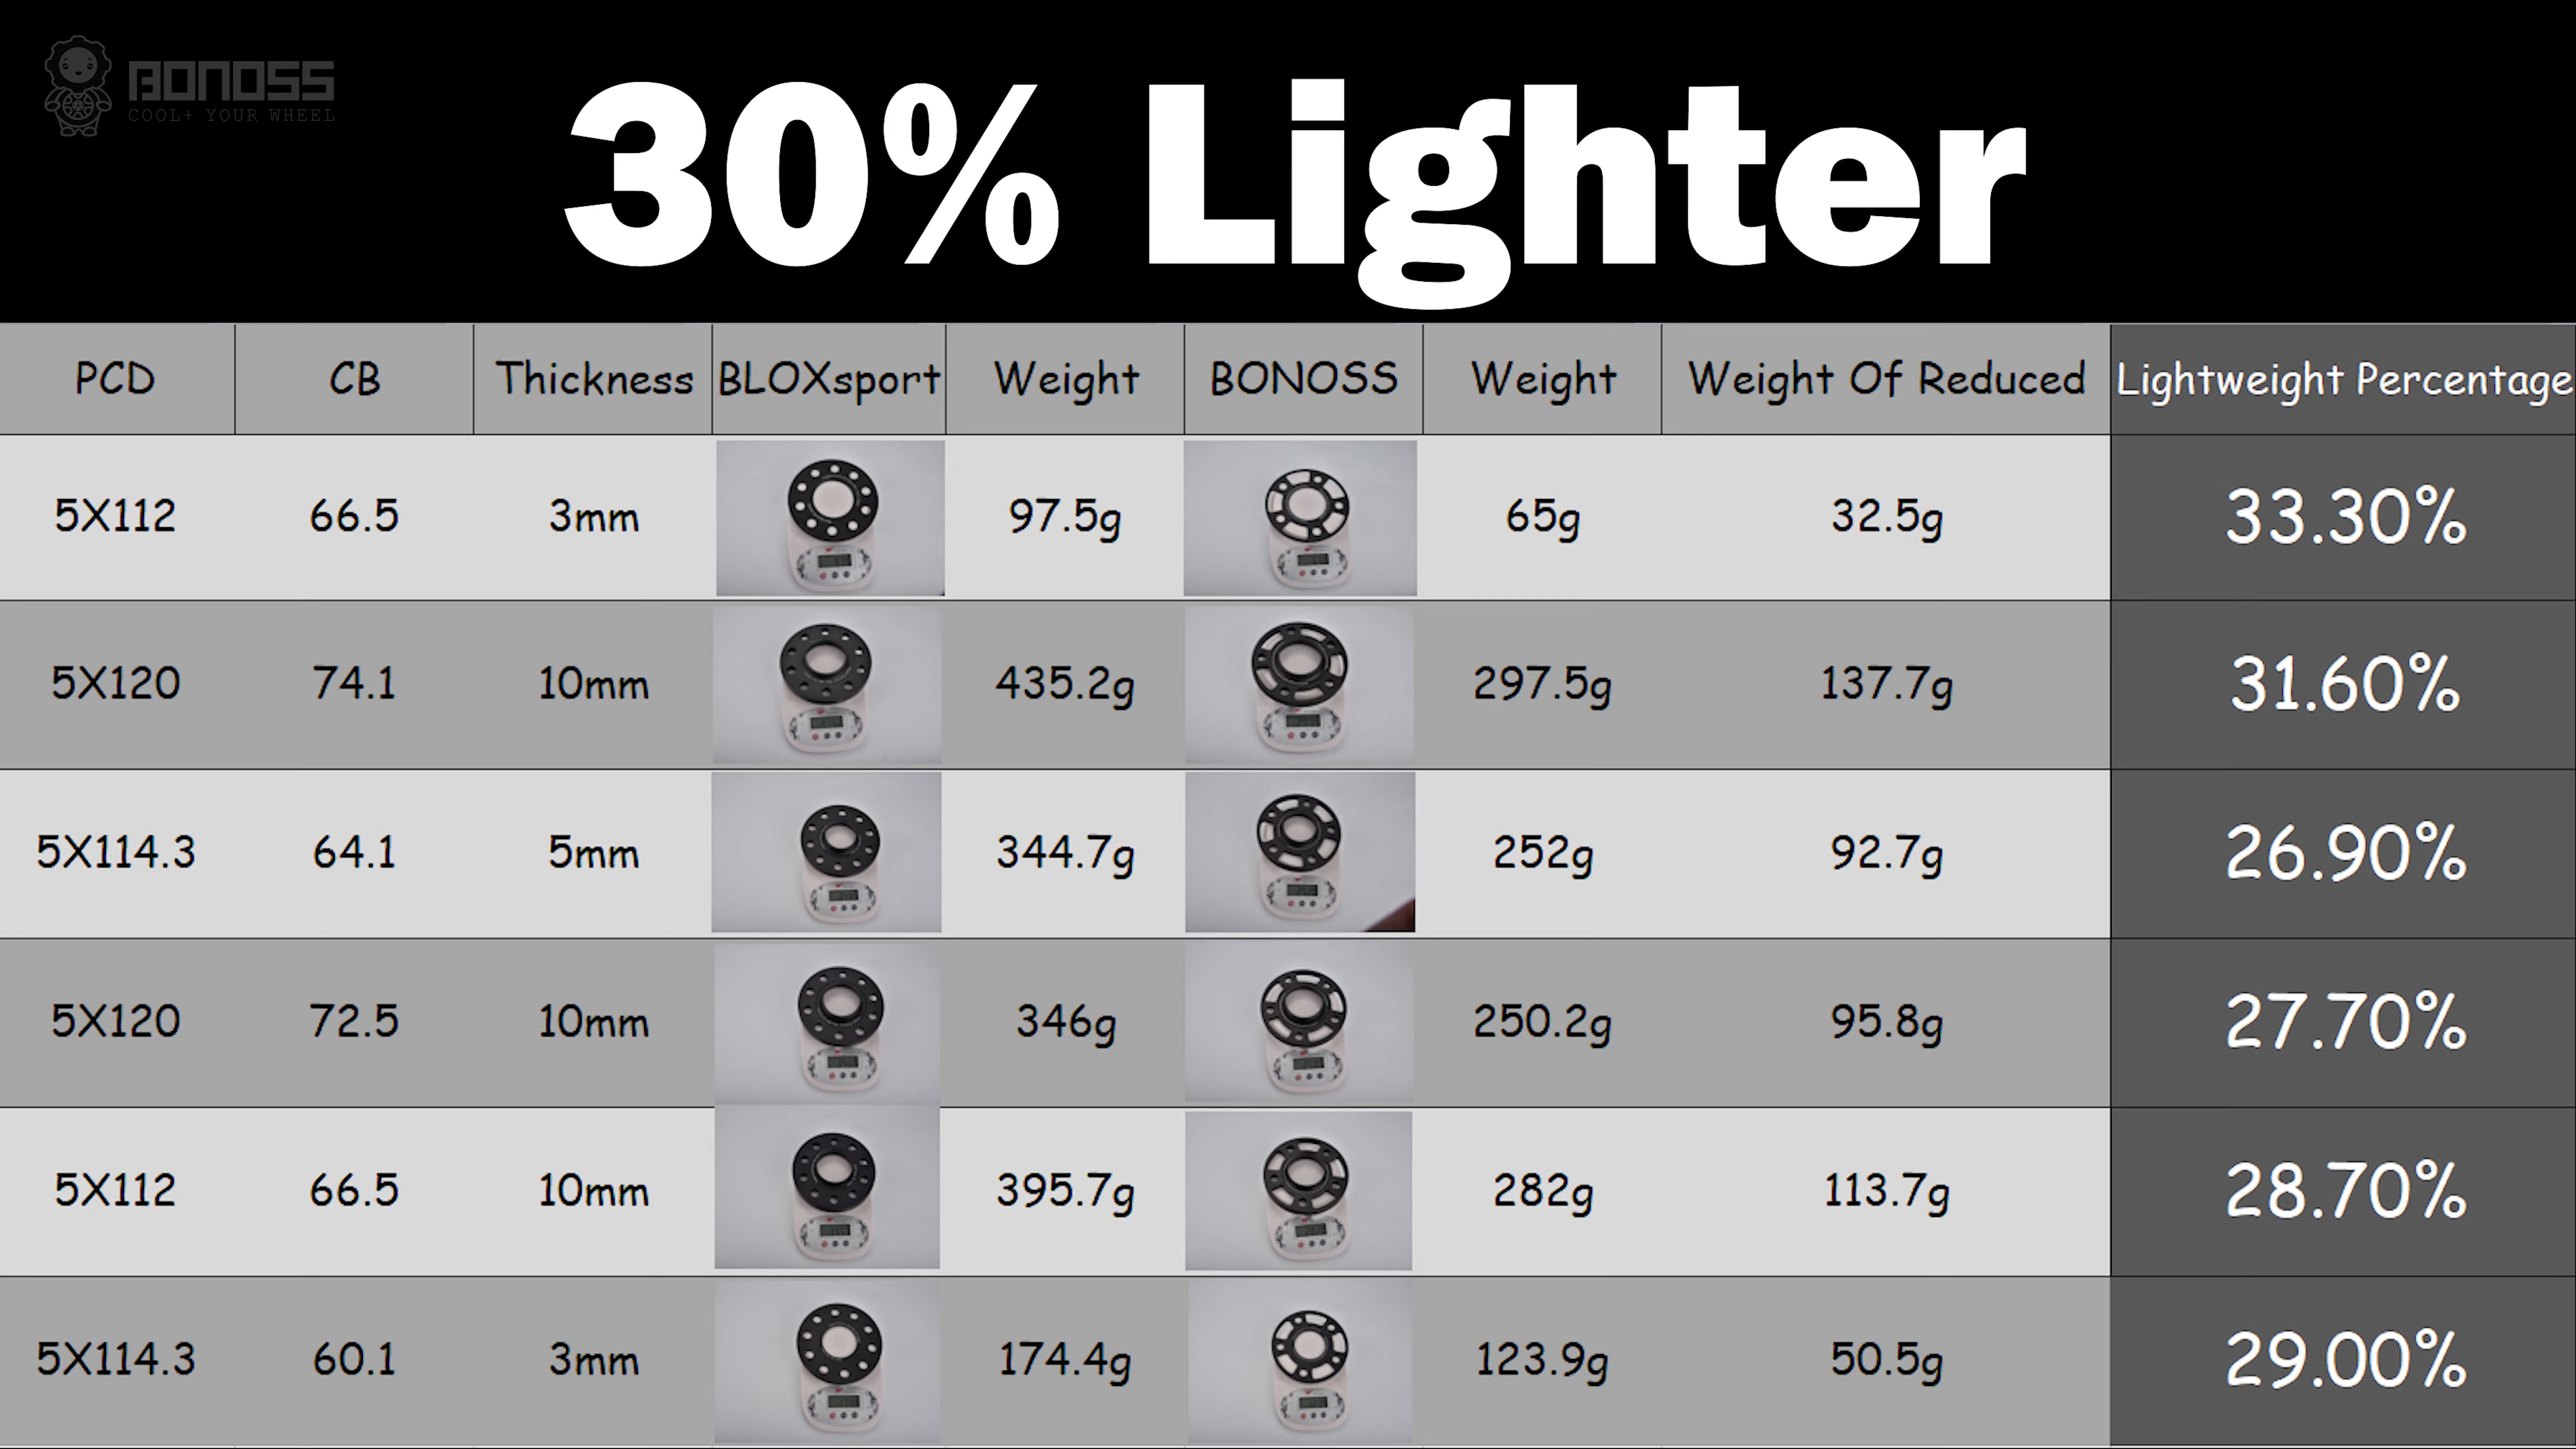 BONOSS
COOL+ YOUR WHEEL
30% Lighter
PCD CB Thickness BLOXsport Weight BONOSS Weight Weight Of Reduced Lightweight Percentage
5X112 66.5 3mm 97.5g 65g 32.5g 33.30%
5X120 74.1 10mm 435.2g 297.5g 137.7g 31.60%
5X114.3 64.1 5mm 344.7g 252g 92.7g 26.90%
5X120 72.5 10mm 346g 250.2g 95.8g 27.70%
5X112 66.5 10mm 395.7g 282g 113.7g 28.70%
5X114.3 60.1 3mm 174.4g 123.9g 50.5g 29.00%